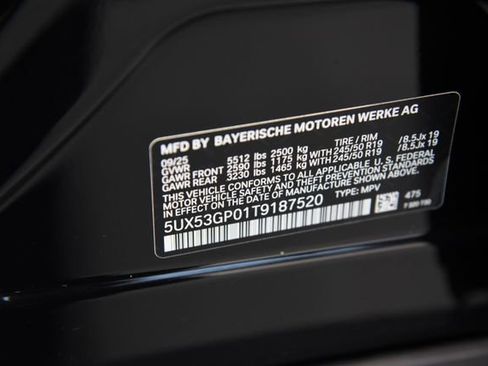 MFD BY BAYERISCHE MOTOREN WERKE AG
09/25 TIRE / RIM
GVWR 5512 lbs 2500 kg
GAWR FRONT 2590 lbs 1175 kg WITH 245/50 R19 / 8.5Jx 19
GAWR REAR 3230 lbs 1465 kg WITH 245/50 R19 / 8.5Jx 19
THIS VEHICLE CONFORMS TO ALL APPLICABLE U. S. FEDERAL
MOTOR VEHICLE SAFETY AND THEFT PREVENTION STANDARDS
IN EFFECT ON THE DATE OF MANUFACTURE SHOWN ABOVE.
5UX53GP01T9187520 TYPE: MPV
475